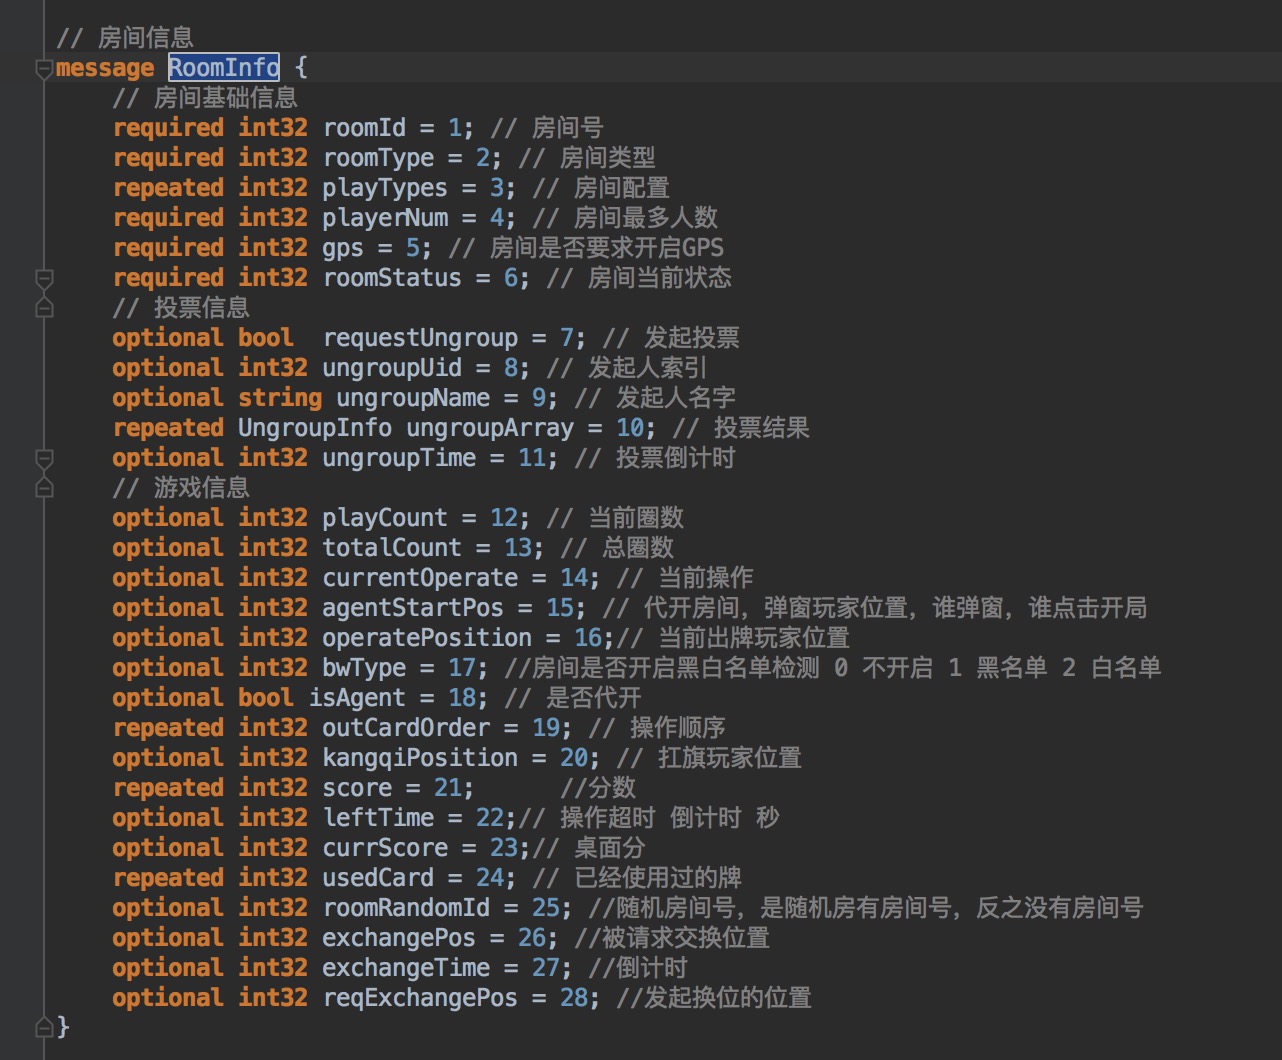 // 房间信息
message RoomInfo {
    // 房间基础信息
    required int32 roomId = 1; // 房间号
    required int32 roomType = 2; // 房间类型
    repeated int32 playTypes = 3; // 房间配置
    required int32 playerNum = 4; // 房间最多人数
    required int32 gps = 5; // 房间是否要求开启GPS
    required int32 roomStatus = 6; // 房间当前状态
    // 投票信息
    optional bool  requestUngroup = 7; // 发起投票
    optional int32 ungroupUid = 8; // 发起人索引
    optional string ungroupName = 9; // 发起人名字
    repeated UngroupInfo ungroupArray = 10; // 投票结果
    optional int32 ungroupTime = 11; // 投票倒计时
    // 游戏信息
    optional int32 playCount = 12; // 当前圈数
    optional int32 totalCount = 13; // 总圈数
    optional int32 currentOperate = 14; // 当前操作
    optional int32 agentStartPos = 15; // 代开房间，弹窗玩家位置，谁弹窗，谁点击开局
    optional int32 operatePosition = 16;// 当前出牌玩家位置
    optional int32 bwType = 17; //房间是否开启黑白名单检测 0 不开启 1 黑名单 2 白名单
    optional bool isAgent = 18; // 是否代开
    repeated int32 outCardOrder = 19; // 操作顺序
    optional int32 kangqiPosition = 20; // 扛旗玩家位置
    repeated int32 score = 21;      //分数
    optional int32 leftTime = 22;// 操作超时 倒计时 秒
    optional int32 currScore = 23;// 桌面分
    repeated int32 usedCard = 24; // 已经使用过的牌
    optional int32 roomRandomId = 25; //随机房间号，是随机房有房间号，反之没有房间号
    optional int32 exchangePos = 26; //被请求交换位置
    optional int32 exchangeTime = 27; //倒计时
    optional int32 reqExchangePos = 28; //发起换位的位置
}